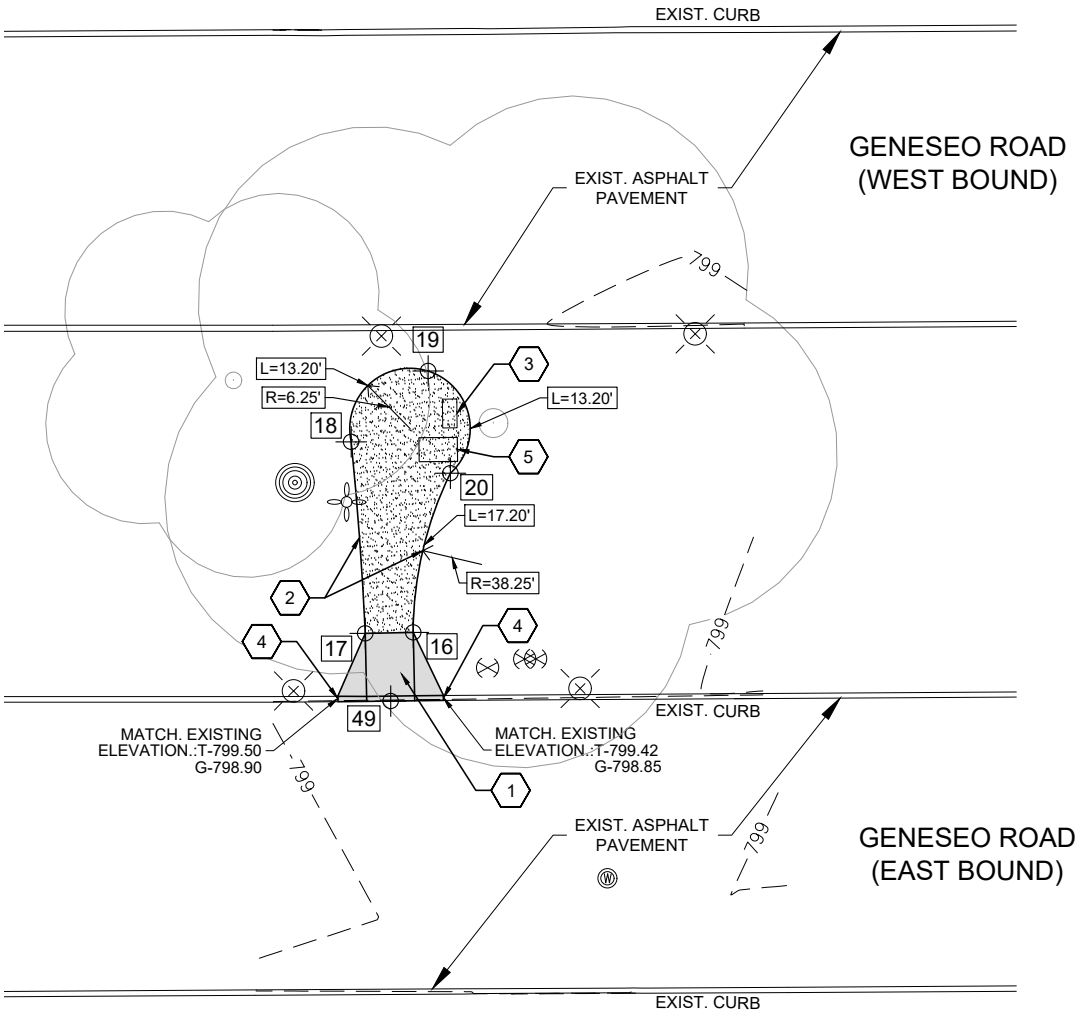 EXIST. CURB
GENESEO ROAD
(WEST BOUND)
EXIST. ASPHALT
PAVEMENT
799
19
3
L=13.20'
R=6.25'
L=13.20'
18
5
20
L=17.20'
R=38.25'
2
4
17
16
4
799
49
EXIST. CURB
MATCH. EXISTING
ELEVATION.:T-799.50
G-798.90
MATCH. EXISTING
ELEVATION.:T-799.42
G-798.85
799
1
EXIST. ASPHALT
PAVEMENT
799
GENESEO ROAD
(EAST BOUND)
W
EXIST. CURB